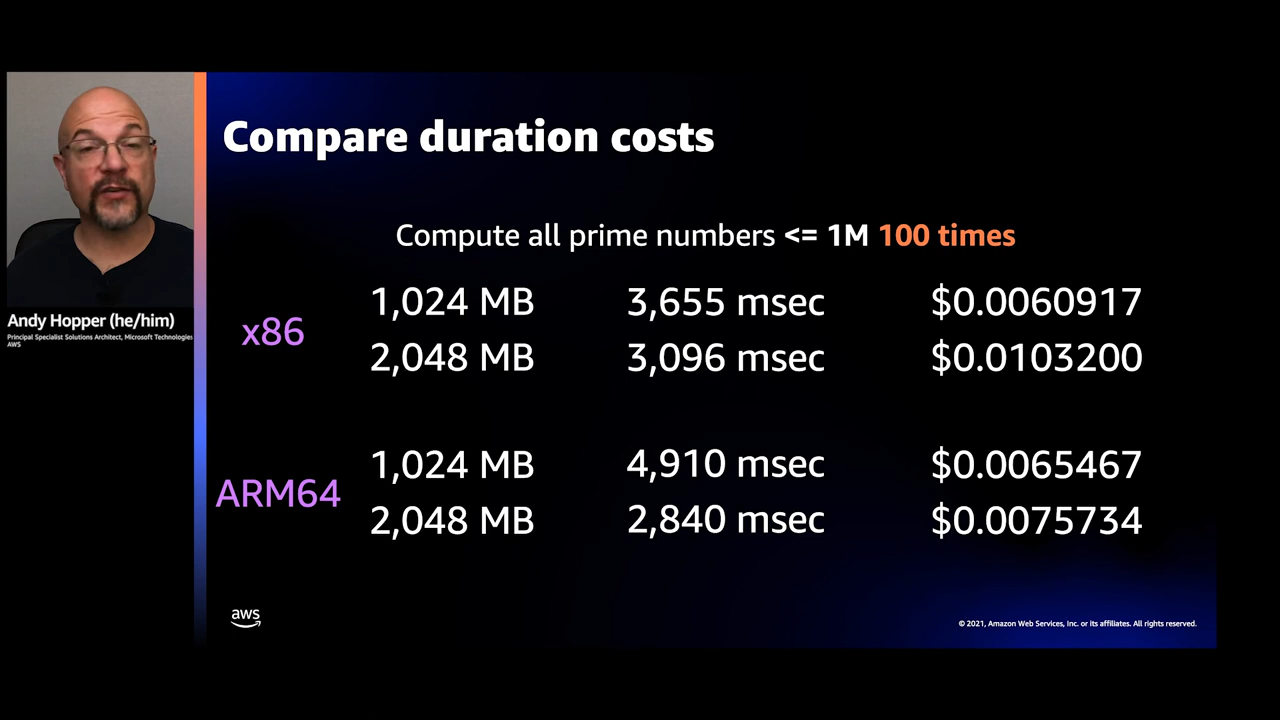 Compare duration costs
Compute all prime numbers <= 1M 100 times
x86
1,024 MB 3,655 msec $0.0060917
2,048 MB 3,096 msec $0.0103200
ARM64
1,024 MB 4,910 msec $0.0065467
2,048 MB 2,840 msec $0.0075734
Andy Hopper (he/him)
Principal Specialist Solutions Architect, Microsoft Technologies
AWS
aws
© 2021, Amazon Web Services, Inc. or its affiliates. All rights reserved.